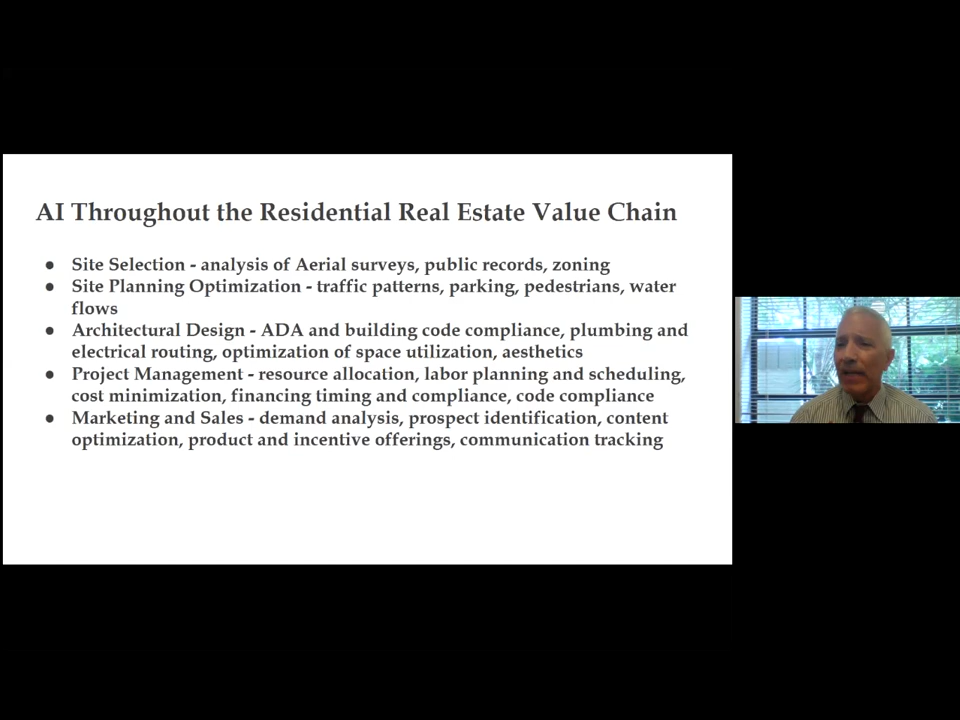 AI Throughout the Residential Real Estate Value Chain
● Site Selection - analysis of Aerial surveys, public records, zoning
● Site Planning Optimization - traffic patterns, parking, pedestrians, water
flows
● Architectural Design - ADA and building code compliance, plumbing and
electrical routing, optimization of space utilization, aesthetics
● Project Management - resource allocation, labor planning and scheduling,
cost minimization, financing timing and compliance, code compliance
● Marketing and Sales - demand analysis, prospect identification, content
optimization, product and incentive offerings, communication tracking